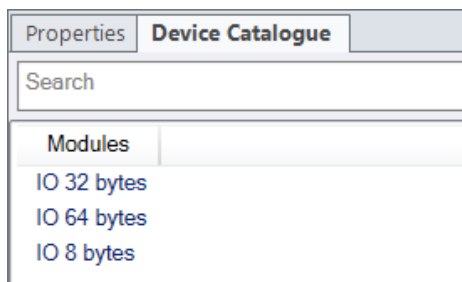 Properties Device Catalogue
Search
Modules
IO 32 bytes
IO 64 bytes
IO 8 bytes